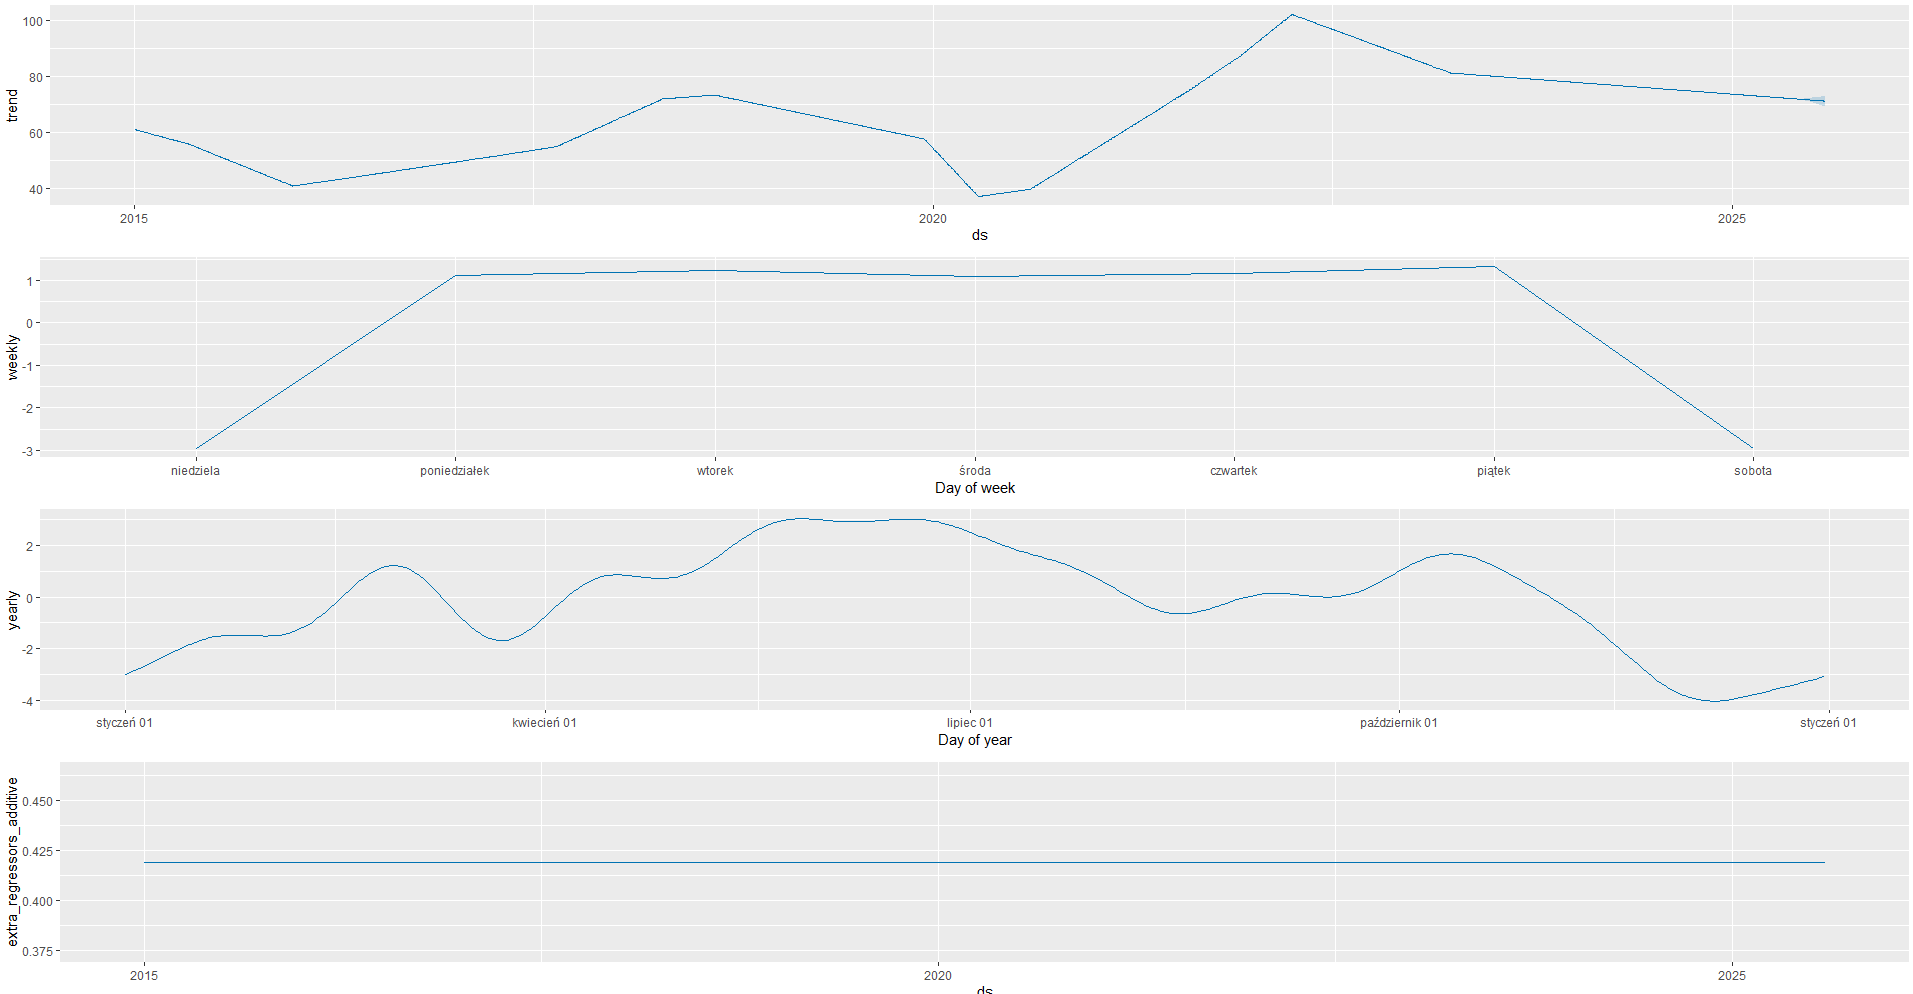 trend
100
80
60
40
2015 2020 2025
ds
weekly
1
0
-1
-2
-3
niedziela poniedziałek wtorek środa czwartek piątek sobota
Day of week
yearly
2
0
-2
-4
styczeń 01 kwiecień 01 lipiec 01 październik 01 styczeń 01
Day of year
extra_regressors_additive
0.450
0.425
0.400
0.375
2015 2020 2025
ds